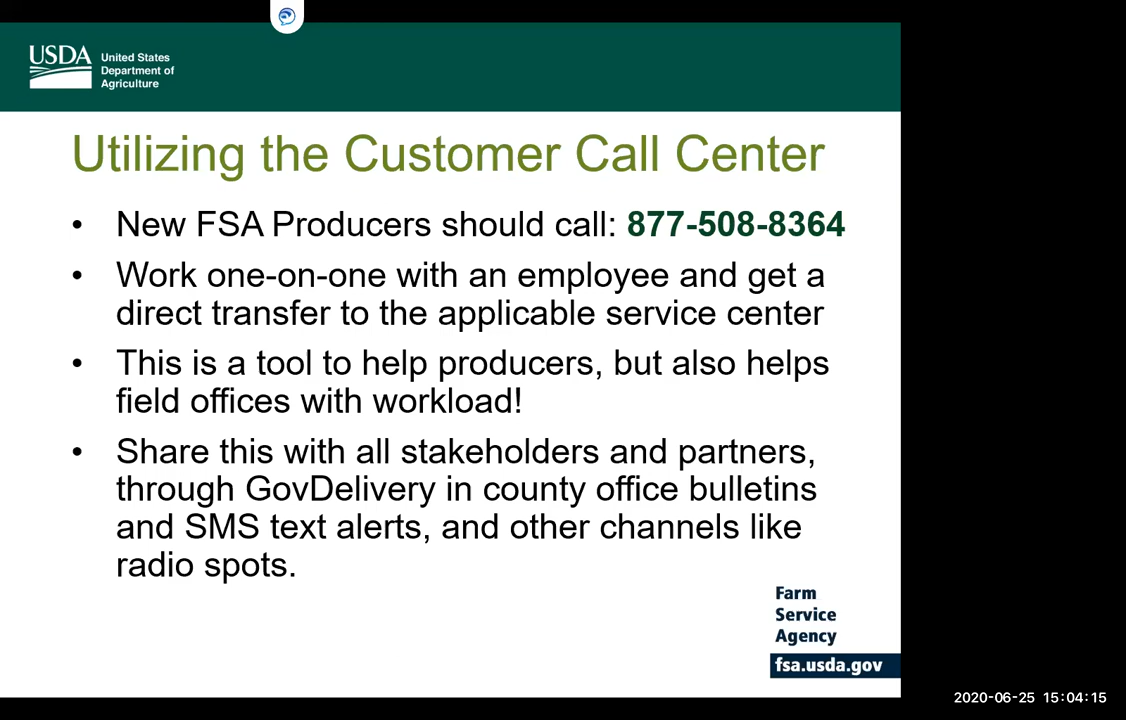 USDA
United States
Department of
Agriculture
Utilizing the Customer Call Center
• New FSA Producers should call: 877-508-8364
• Work one-on-one with an employee and get a
direct transfer to the applicable service center
• This is a tool to help producers, but also helps
field offices with workload!
• Share this with all stakeholders and partners,
through GovDelivery in county office bulletins
and SMS text alerts, and other channels like
radio spots.
Farm
Service
Agency
fsa.usda.gov
2020-06-25 15:04:15